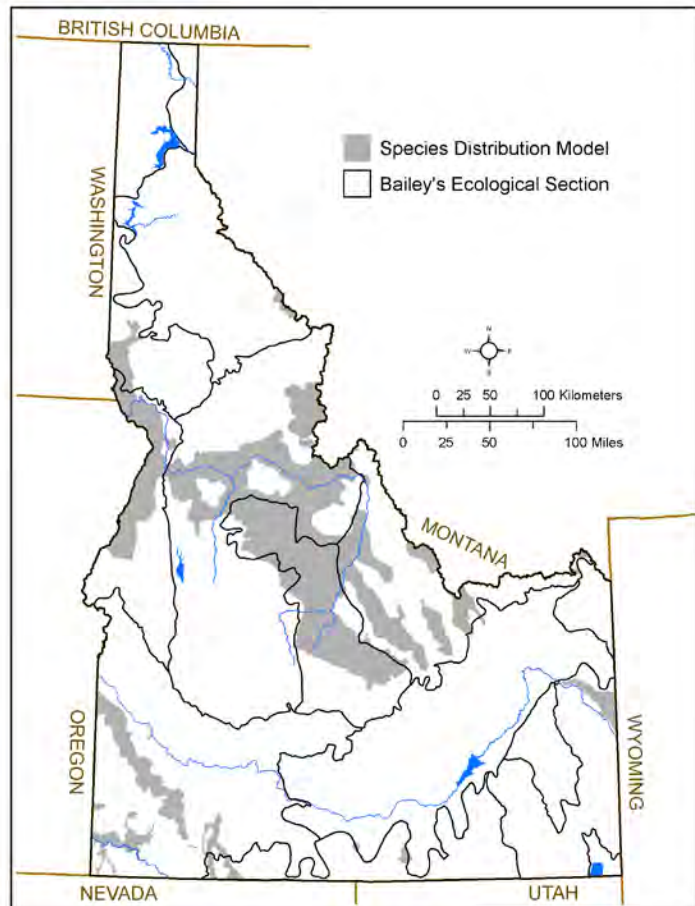 BRITISH COLUMBIA
Species Distribution Model
Bailey's Ecological Section
WASHINGTON
N
W E
S
0 25 50 100 Kilometers
0 25 50 100 Miles
MONTANA
OREGON
WYOMING
NEVADA
UTAH